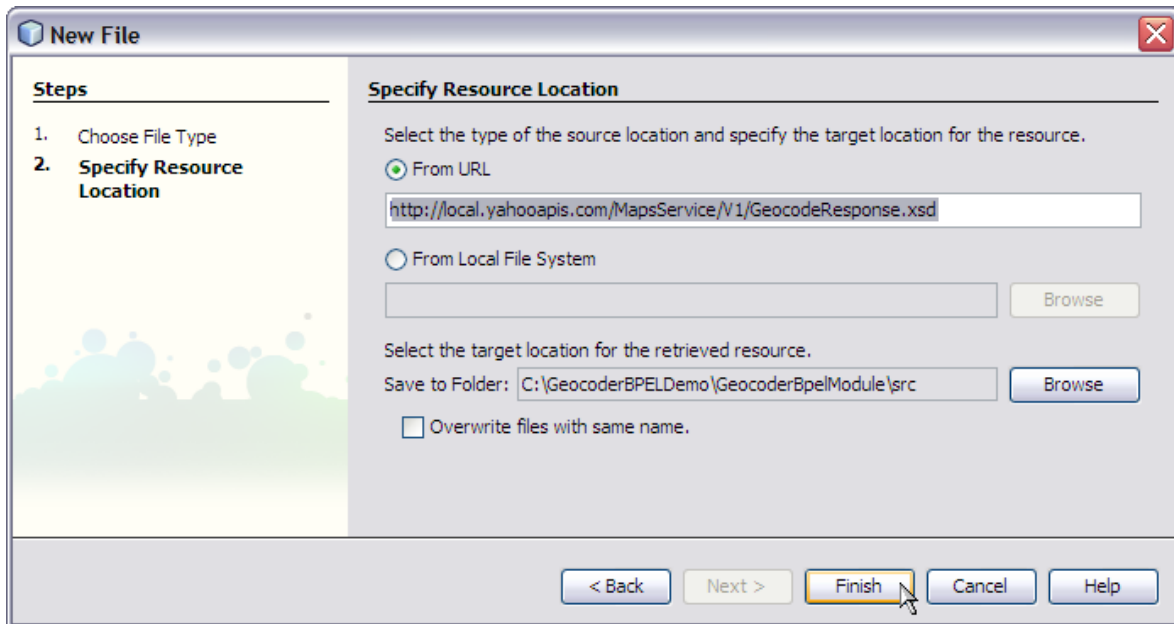 New File
Steps
1. Choose File Type
2. Specify Resource
Location
Specify Resource Location
Select the type of the source location and specify the target location for the resource.
From URL
http://local.yahooapis.com/MapsService/V1/GeocodeResponse.xsd
From Local File System
Browse
Select the target location for the retrieved resource.
Save to Folder: C:\GeocoderBPELDemo\GeocoderBpelModule\src Browse
Overwrite files with same name.
< Back Next > Finish Cancel Help